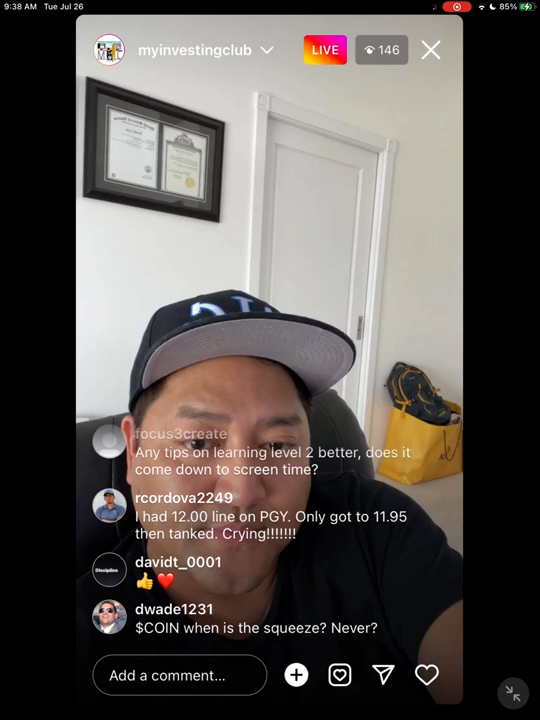 9:38 AM Tue Jul 26
85%
myinvestingclub
LIVE
146
focus3create
Any tips on learning level 2 better, does it
come down to screen time?
rcordova2249
I had 12.00 line on PGY. Only got to 11.95
then tanked. Crying!!!!!!!
davidt_0001
👍❤️
Discipline
dwade1231
$COIN when is the squeeze? Never?
Add a comment...